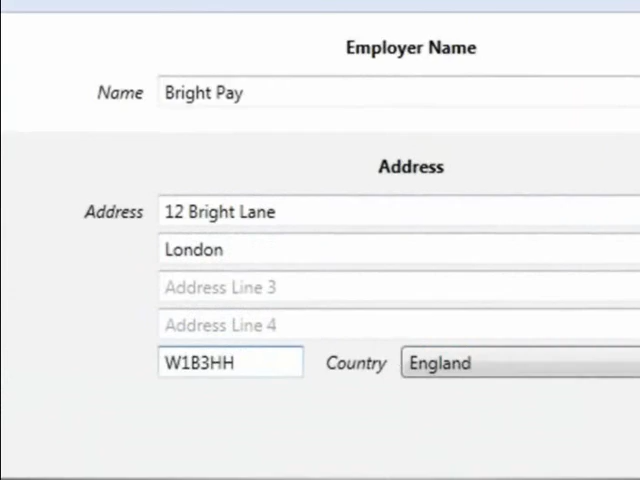 Employer Name
Name Bright Pay
Address
Address 12 Bright Lane
London
Address Line 3
Address Line 4
W1B3HH Country England